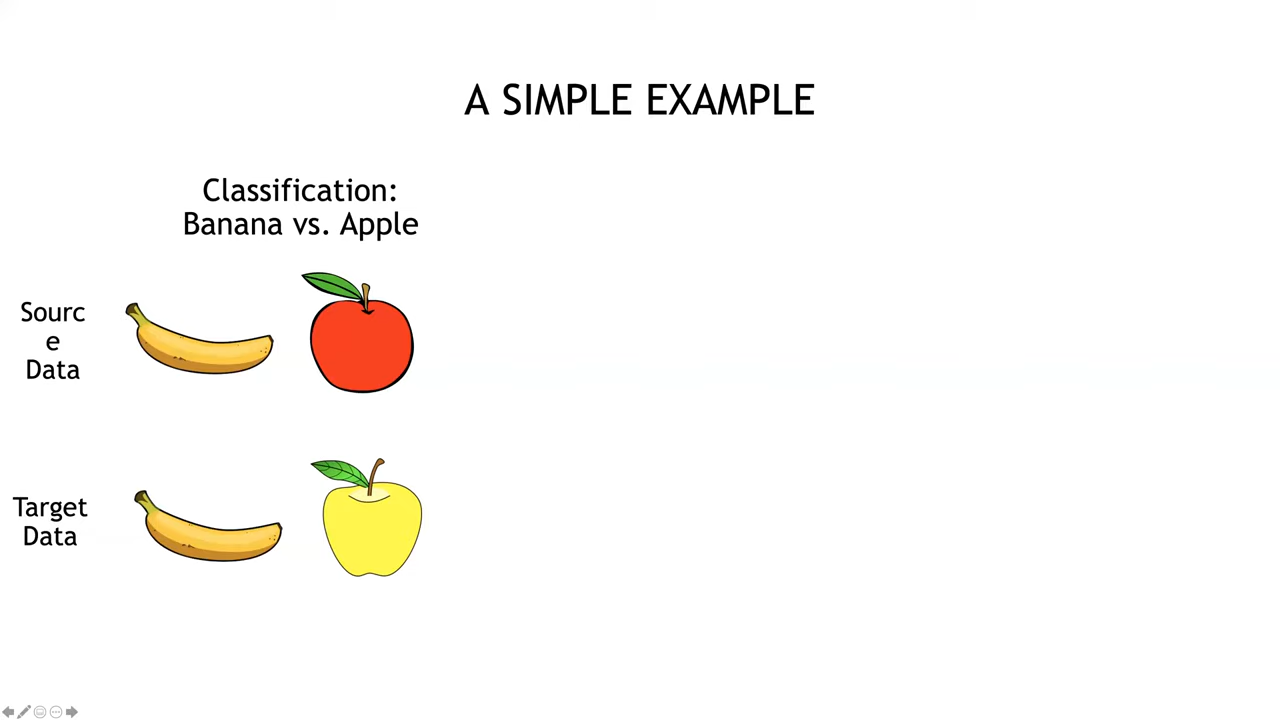 A SIMPLE EXAMPLE
Classification:
Banana vs. Apple
Sourc
e
Data
Target
Data